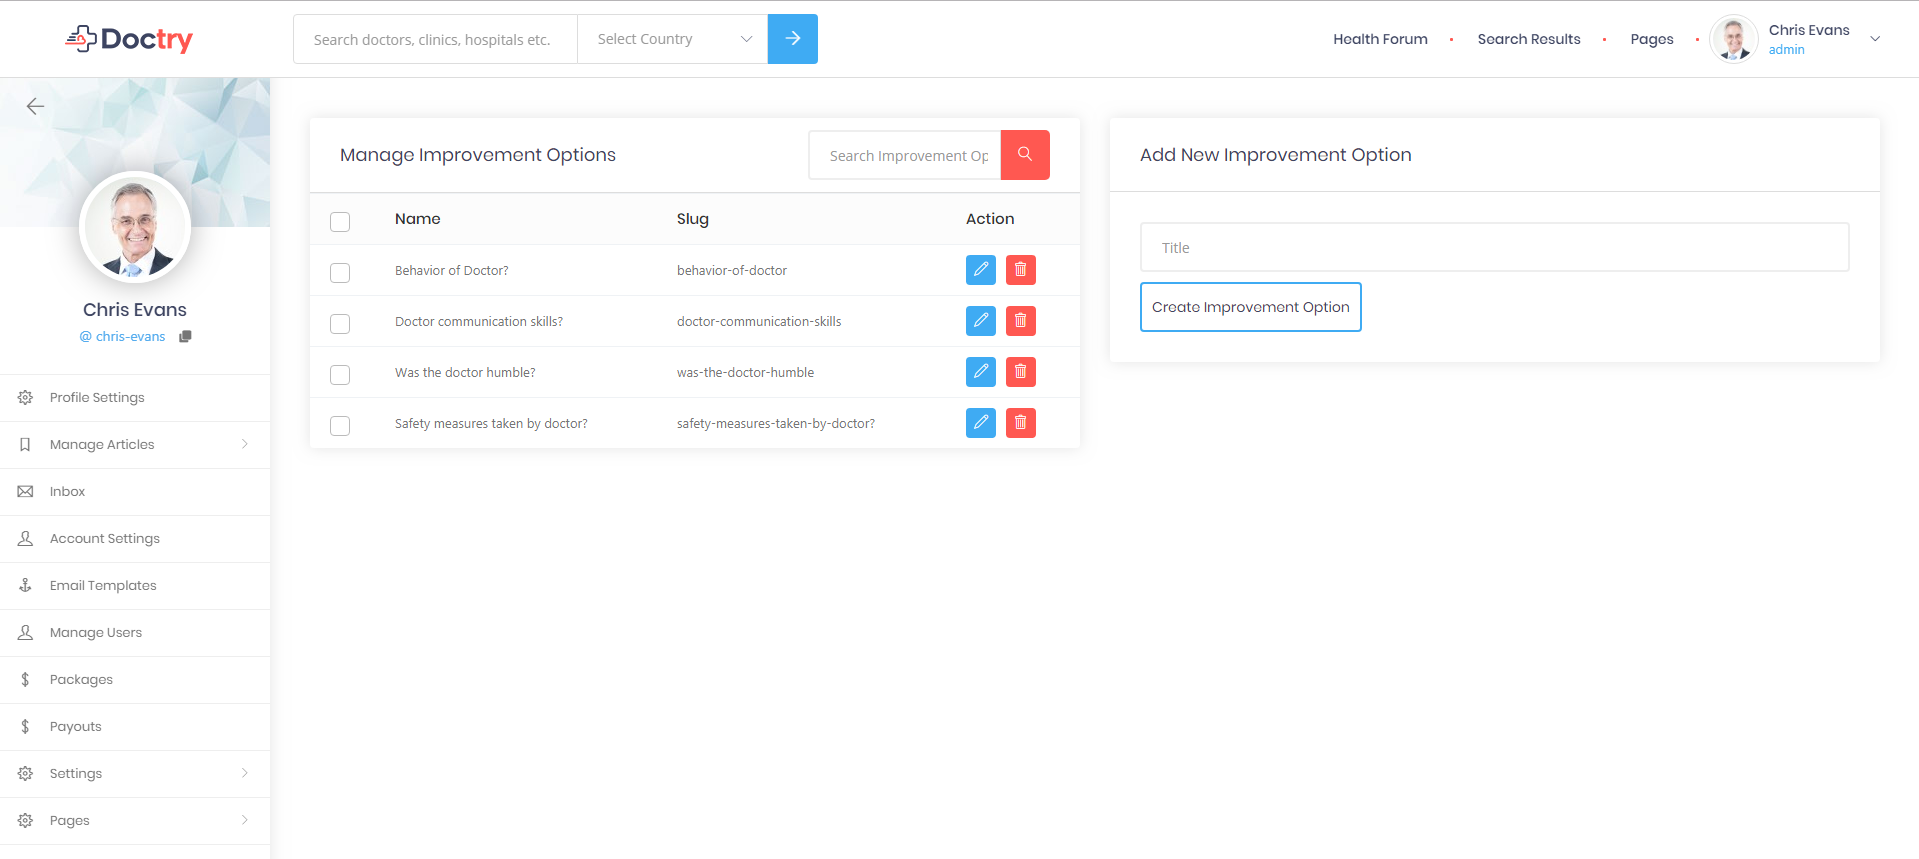 Doctry
Search doctors, clinics, hospitals etc.
Select Country
Health Forum
Search Results
Pages
Chris Evans
admin
Chris Evans
@ chris-evans
Profile Settings
Manage Articles
Inbox
Account Settings
Email Templates
Manage Users
Packages
Payouts
Settings
Pages
Manage Improvement Options
Search Improvement Op
Name Slug Action
Behavior of Doctor? behavior-of-doctor
Doctor communication skills? doctor-communication-skills
Was the doctor humble? was-the-doctor-humble
Safety measures taken by doctor? safety-measures-taken-by-doctor?
Add New Improvement Option
Title
Create Improvement Option